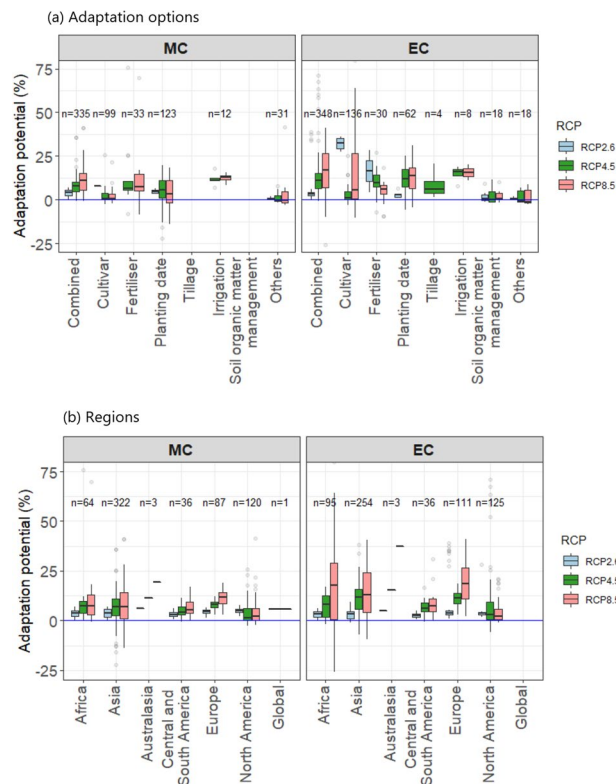 (a) Adaptation options
MC
EC
Adaptation potential (%)
75
50
25
0
-25
n=335
n=99
n=33
n=123
n=12
n=31
n=348
n=136
n=30
n=62
n=4
n=8
n=18
n=18
RCP
RCP2.6
RCP4.5
RCP8.5
Combined
Cultivar
Fertiliser
Planting date
Tillage
Irrigation
Soil organic matter
management
Others
Combined
Cultivar
Fertiliser
Planting date
Tillage
Irrigation
Soil organic matter
management
Others
(b) Regions
MC
EC
Adaptation potential (%)
75
50
25
0
-25
n=64
n=322
n=3
n=36
n=87
n=120
n=1
n=95
n=254
n=3
n=36
n=111
n=125
RCP
RCP2.6
RCP4.5
RCP8.5
Africa
Asia
Australasia
Central and
South America
Europe
North America
Global
Africa
Asia
Australasia
Central and
South America
Europe
North America
Global